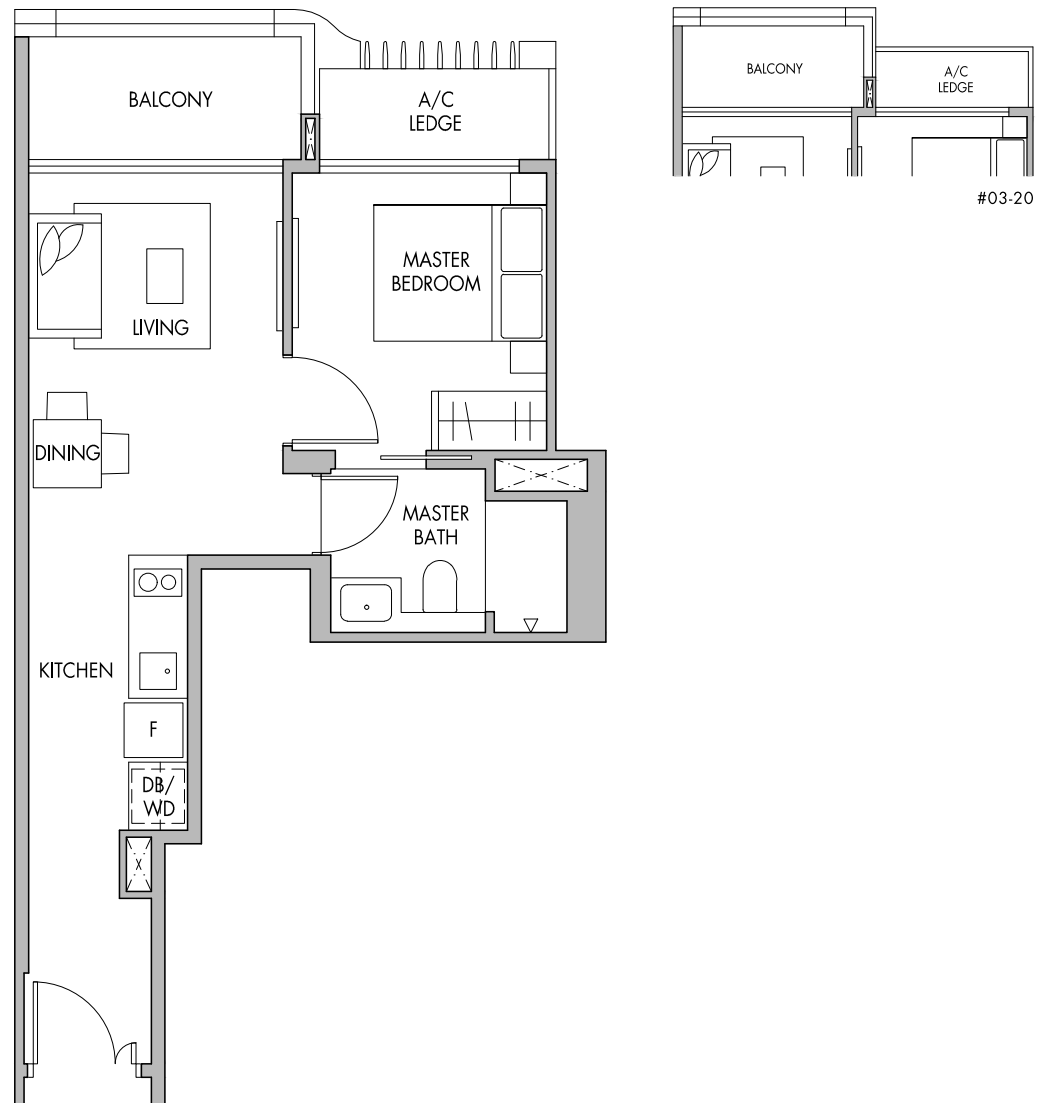 BALCONY
A/C
LEDGE
BALCONY
A/C
LEDGE
#03-20
MASTER
BEDROOM
LIVING
DINING
MASTER
BATH
KITCHEN
F
DB/
WD